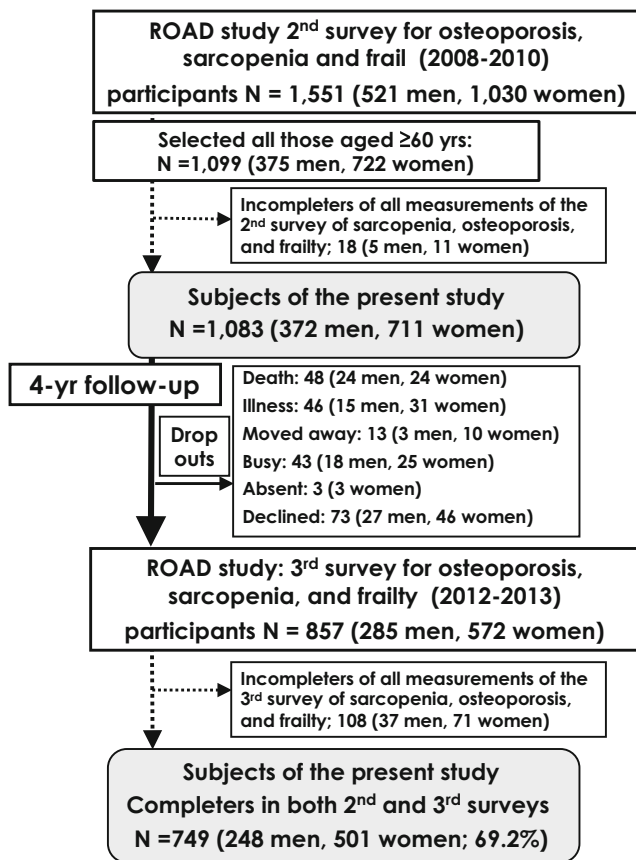 ROAD study 2nd survey for osteoporosis,
sarcopenia and frail (2008-2010)
participants N = 1,551 (521 men, 1,030 women)
Selected all those aged ≥60 yrs:
N =1,099 (375 men, 722 women)
Incompleters of all measurements of the
2nd survey of sarcopenia, osteoporosis,
and frailty; 18 (5 men, 11 women)
Subjects of the present study
N =1,083 (372 men, 711 women)
4-yr follow-up
Drop
outs
Death: 48 (24 men, 24 women)
Illness: 46 (15 men, 31 women)
Moved away: 13 (3 men, 10 women)
Busy: 43 (18 men, 25 women)
Absent: 3 (3 women)
Declined: 73 (27 men, 46 women)
ROAD study: 3rd survey for osteoporosis,
sarcopenia, and frailty (2012-2013)
participants N = 857 (285 men, 572 women)
Incompleters of all measurements of the
3rd survey of sarcopenia, osteoporosis,
and frailty; 108 (37 men, 71 women)
Subjects of the present study
Completers in both 2nd and 3rd surveys
N =749 (248 men, 501 women; 69.2%)